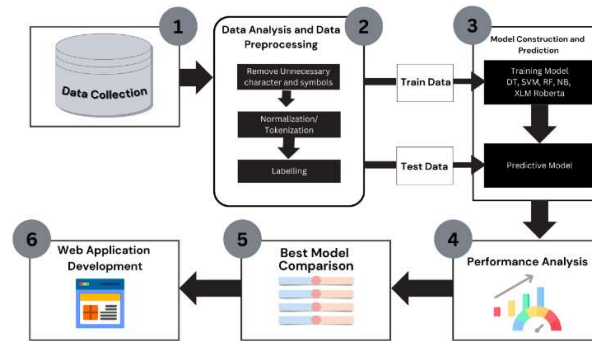 1
Data Collection
2
Data Analysis and Data
Preprocessing
Remove Unnecessary
character and symbols
Normalization/
Tokenization
Labelling
Train Data
Test Data
3
Model Construction and
Prediction
Training Model
DT, SVM, RF, NB,
XLM Roberta
Predictive Model
4
Performance Analysis
5
Best Model
Comparison
6
Web Application
Development